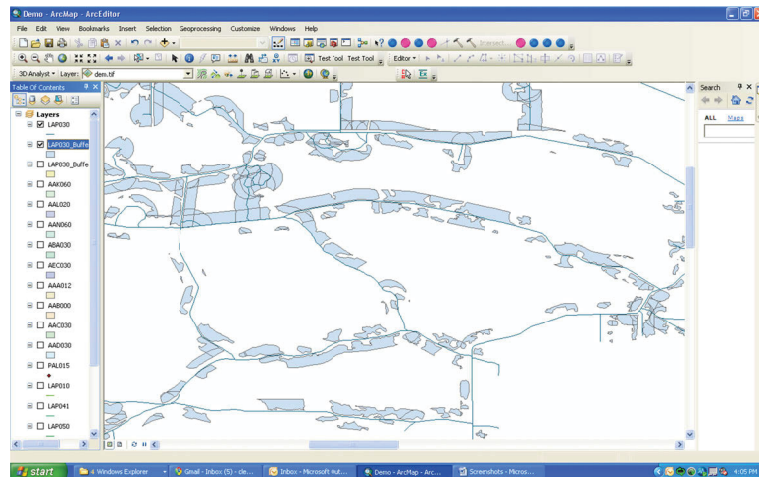 Demo - ArcMap - ArcEditor
File Edit View Bookmarks Insert Selection Geoprocessing Customize Windows Help
Test Tool Editor
3D Analyst Layer: dem.tif
Table Of Contents
Search
ALL Maps
Layers
LAP030
LAP030_Buffe
LAP030_Buffe
AAK060
AAL020
AAN060
ABA030
AEC030
AAA012
AAB000
AAC030
AAD030
PAL015
LAP010
LAP041
LAP050
start
4 Windows Explorer
Gmail - Inbox (5) - cle...
Inbox - Microsoft Out...
Demo - ArcMap - Arc...
Screenshots - Micros...
4:05 PM